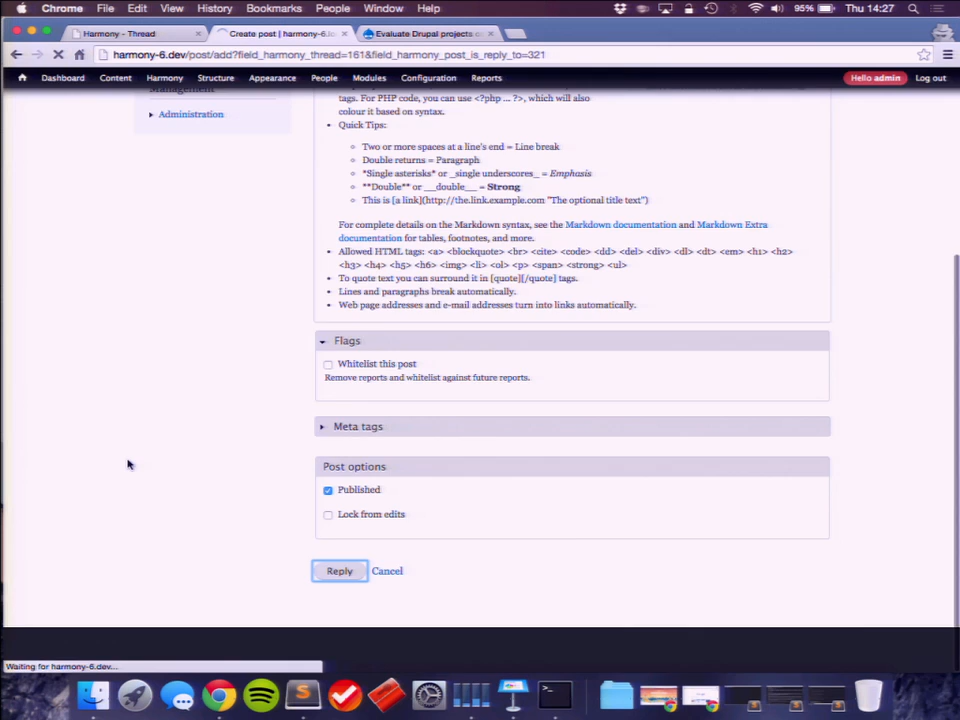 Chrome File Edit View History Bookmarks People Window Help 95% Thu 14:27
Harmony - Thread Create post | harmony-6.lo Evaluate Drupal projects o
harmony-6.dev/post/add?field_harmony_thread=161&field_harmony_post_is_reply_to=321
Dashboard Content Harmony Structure Appearance People Modules Configuration Reports Hello admin Log out
Management
Administration
tags. For PHP code, you can use <?php ... ?>, which will also
colour it based on syntax.
Quick Tips:
Two or more spaces at a line's end = Line break
Double returns = Paragraph
*Single asterisks* or _single underscores_ = Emphasis
**Double** or __double__ = Strong
This is [a link](http://the.link.example.com "The optional title text")
For complete details on the Markdown syntax, see the Markdown documentation and Markdown Extra
documentation for tables, footnotes, and more.
Allowed HTML tags: <a> <blockquote> <br> <cite> <code> <dd> <del> <div> <dl> <dt> <em> <h1> <h2>
<h3> <h4> <h5> <h6> <img> <li> <ol> <p> <span> <strong> <ul>
To quote text you can surround it in [quote][/quote] tags.
Lines and paragraphs break automatically.
Web page addresses and e-mail addresses turn into links automatically.
Flags
Whitelist this post
Remove reports and whitelist against future reports.
Meta tags
Post options
Published
Lock from edits
Reply Cancel
Waiting for harmony-6.dev...